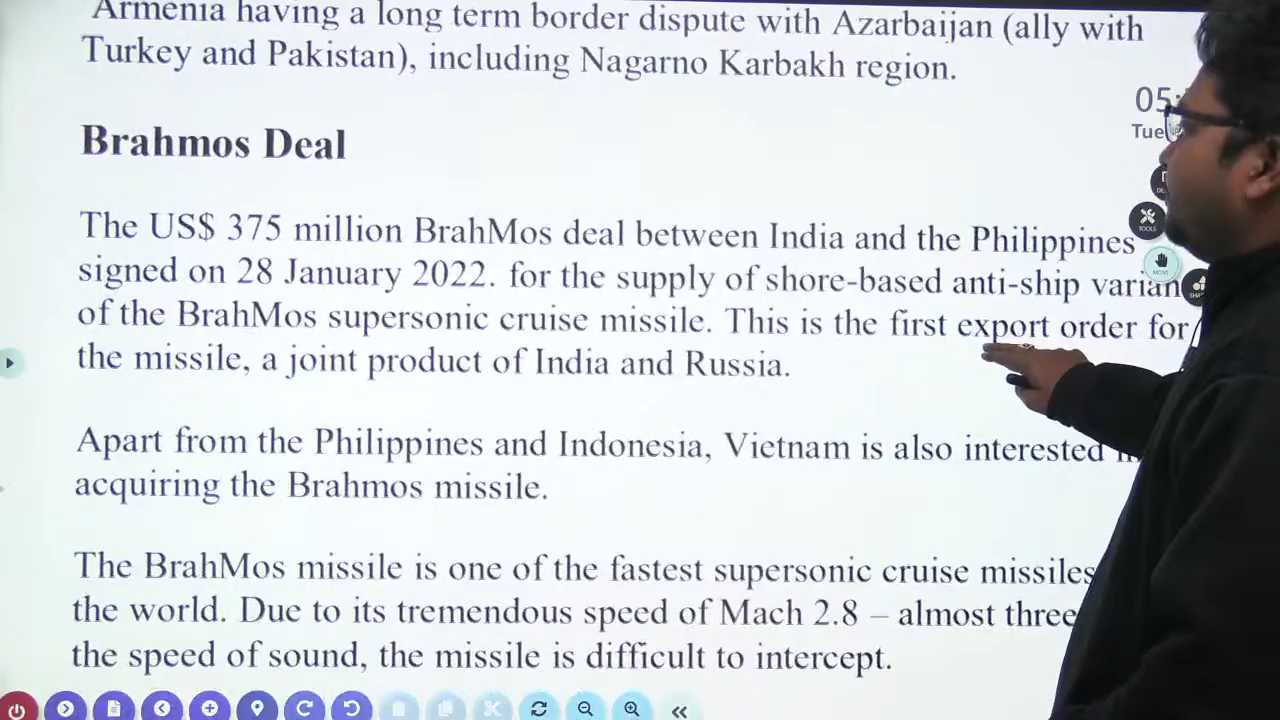 Armenia having a long term border dispute with Azarbaijan (ally with
Turkey and Pakistan), including Nagarno Karbakh region.
Brahmos Deal
The US$ 375 million BrahMos deal between India and the Philippines
signed on 28 January 2022. for the supply of shore-based anti-ship
of the BrahMos supersonic cruise missile. This is the first export order for
the missile, a joint product of India and Russia.
Apart from the Philippines and Indonesia, Vietnam is also interested
acquiring the Brahmos missile.
The BrahMos missile is one of the fastest supersonic cruise missiles
the world. Due to its tremendous speed of Mach 2.8 – almost three
the speed of sound, the missile is difficult to intercept.
05:
Tue
TOOLS
MOVE